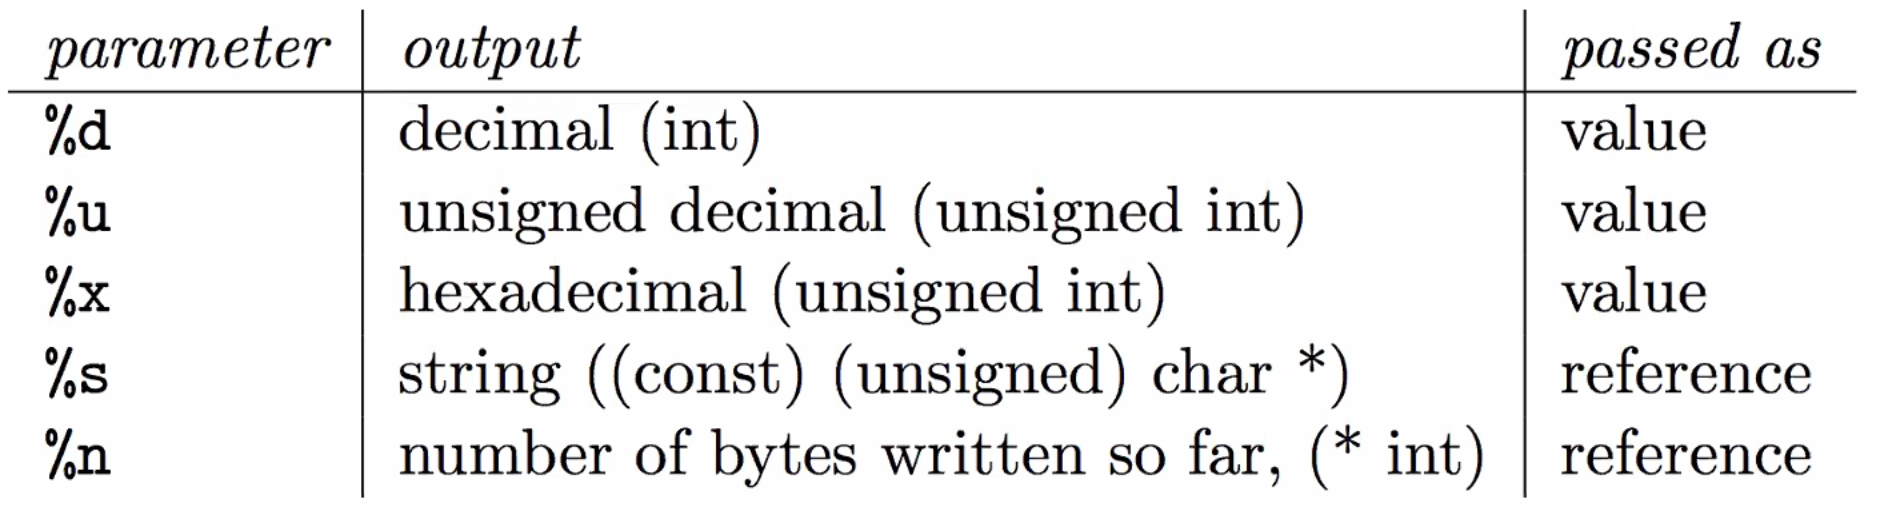 parameter output passed as
%d decimal (int) value
%u unsigned decimal (unsigned int) value
%x hexadecimal (unsigned int) value
%s string ((const) (unsigned) char *) reference
%n number of bytes written so far, (* int) reference